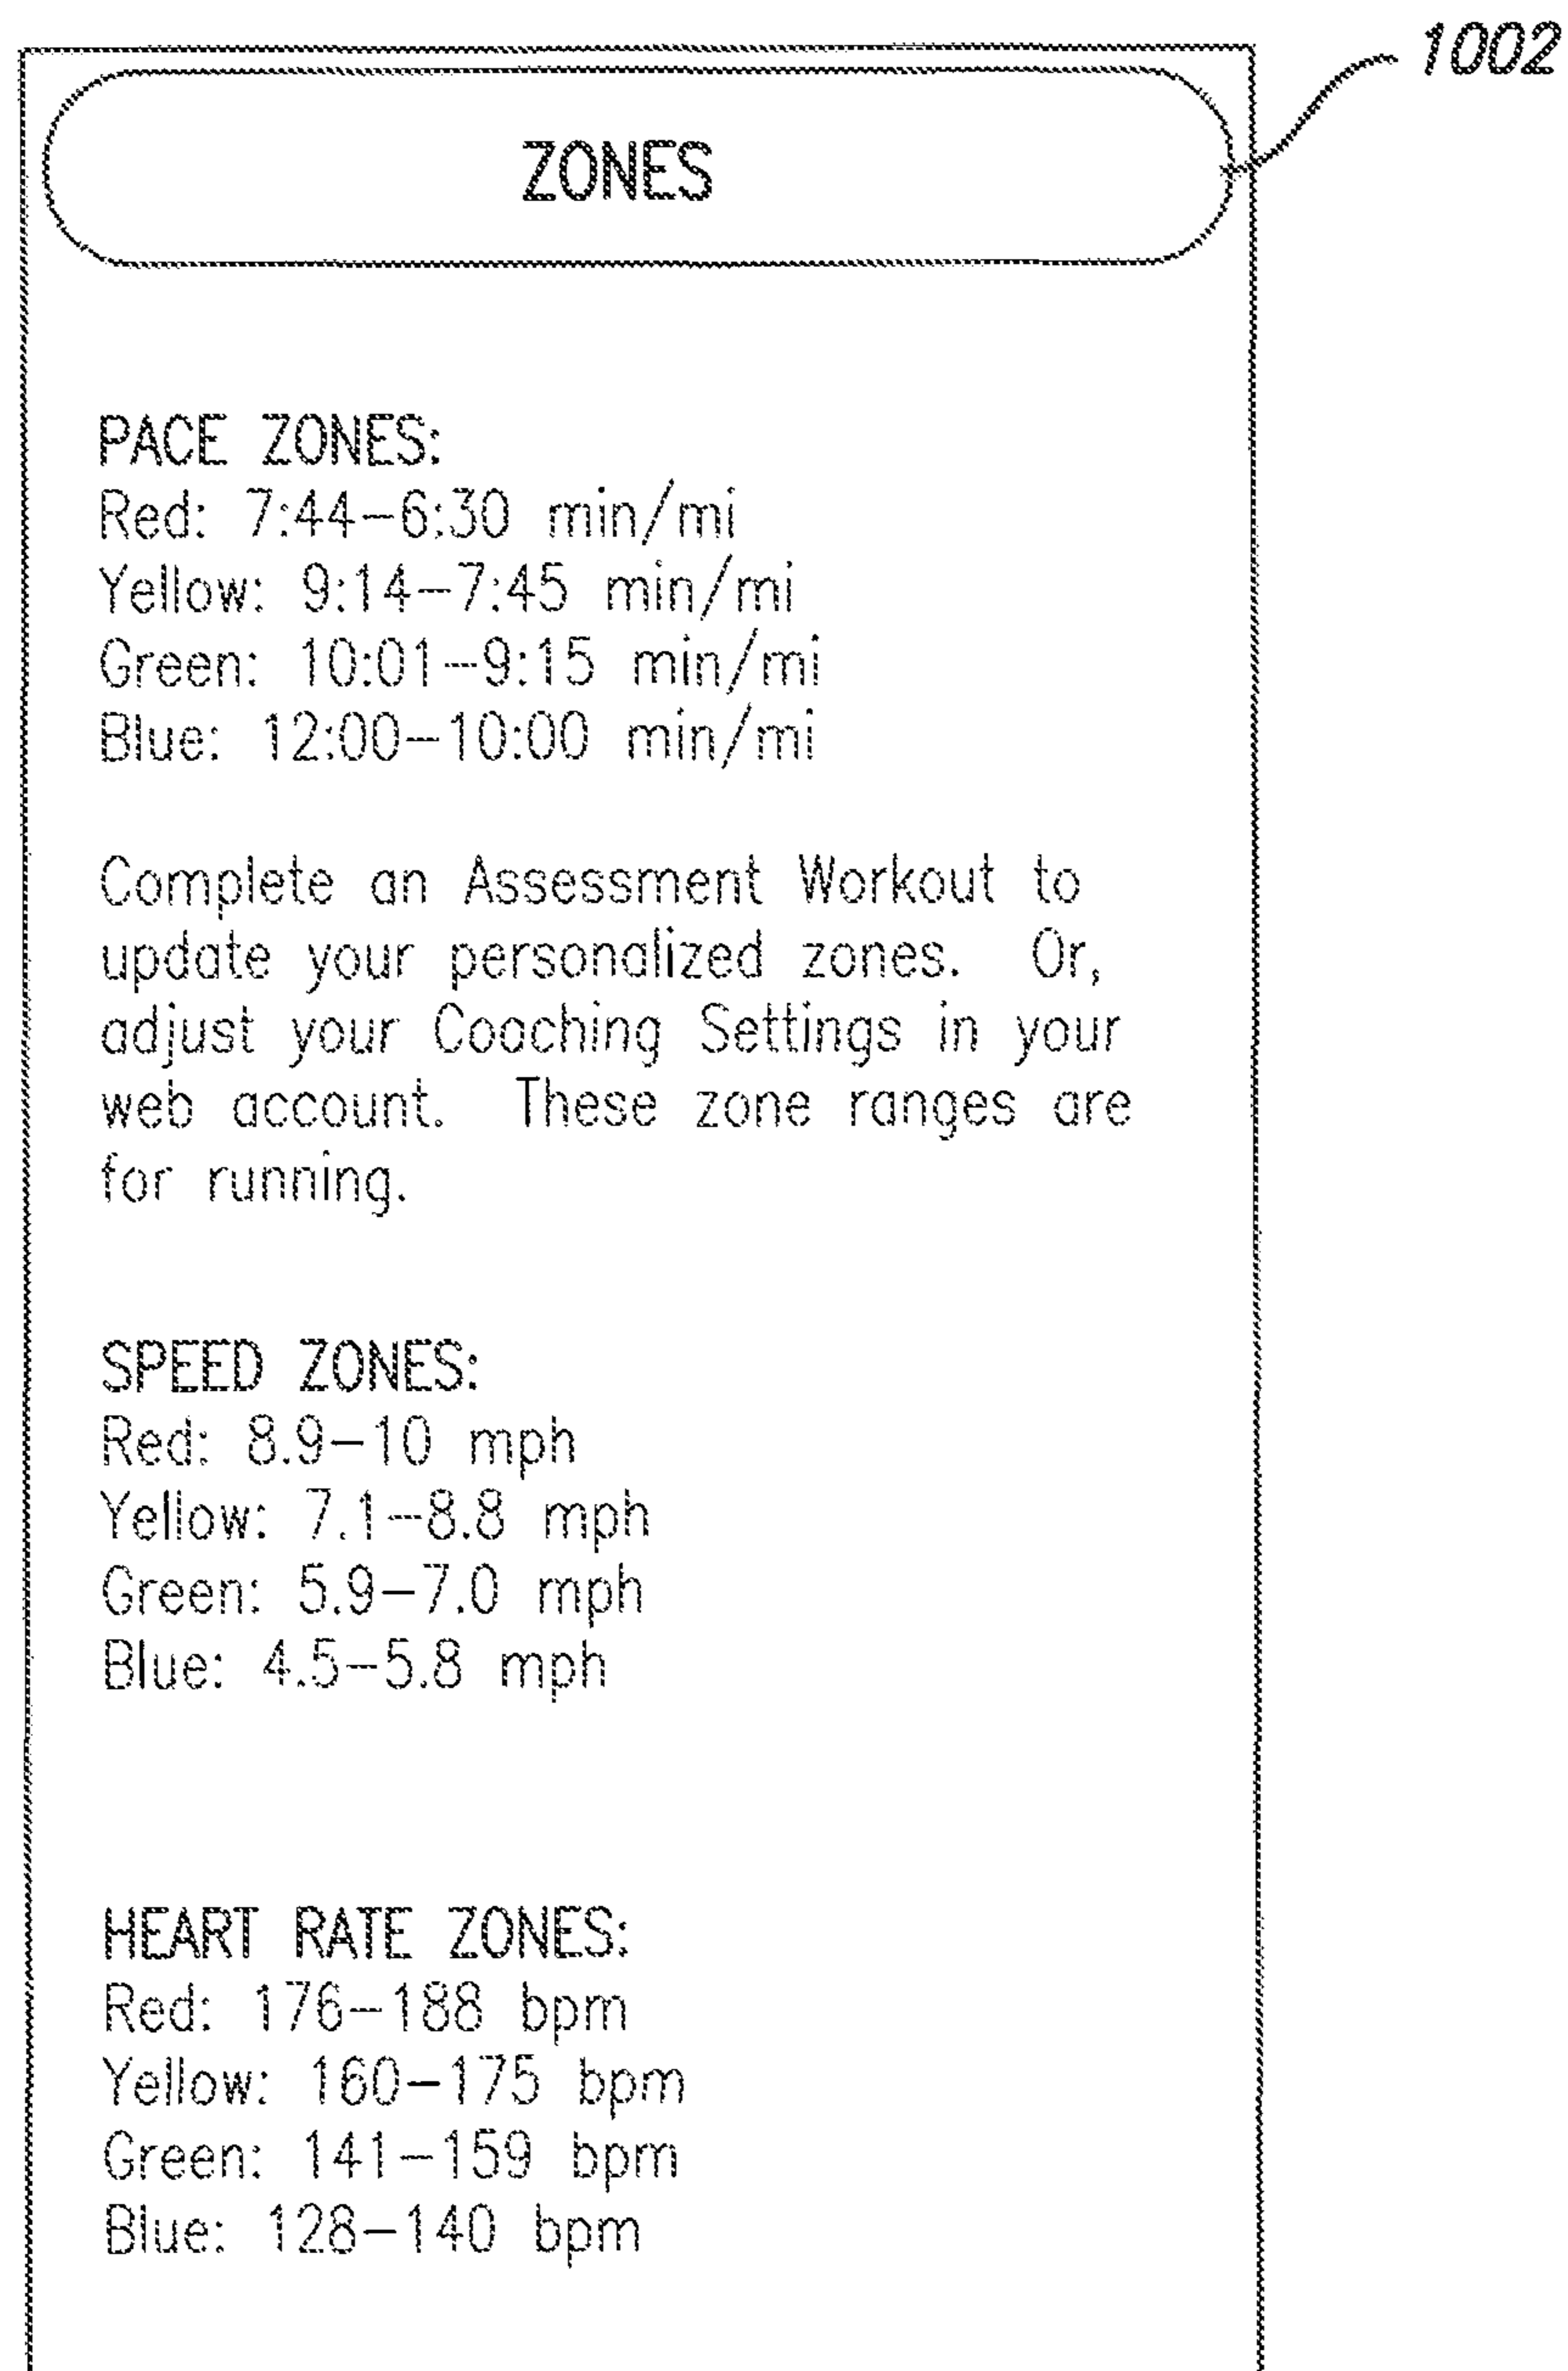 1002
ZONES
PACE ZONES:
Red: 7:44–6:30 min/mi
Yellow: 9:14–7:45 min/mi
Green: 10:01–9:15 min/mi
Blue: 12:00–10:00 min/mi
Complete an Assessment Workout to
update your personalized zones. Or,
adjust your Coaching Settings in your
web account. These zone ranges are
for running.
SPEED ZONES:
Red: 8.9–10 mph
Yellow: 7.1–8.8 mph
Green: 5.9–7.0 mph
Blue: 4.5–5.8 mph
HEART RATE ZONES:
Red: 176–188 bpm
Yellow: 160–175 bpm
Green: 141–159 bpm
Blue: 128–140 bpm